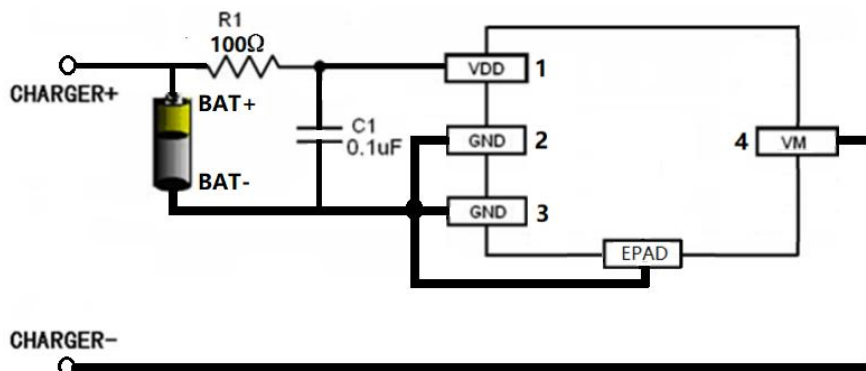 R1
100Ω
CHARGER+
BAT+
BAT-
C1
0.1uF
VDD
1
GND
2
GND
3
4
VM
EPAD
CHARGER-